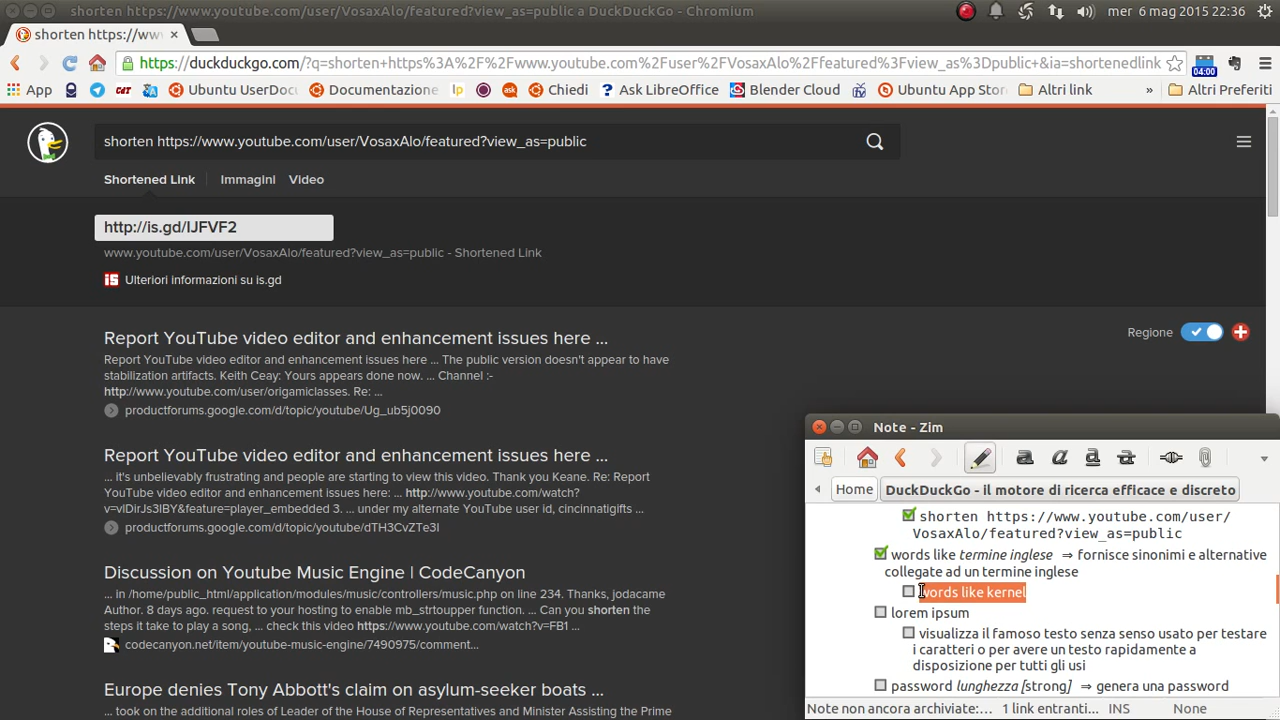 shorten https://www.youtube.com/user/VosaxAlo/featured?view_as=public a DuckDuckGo - Chromium
mer 6 mag 2015 22:36
shorten https://ww
https://duckduckgo.com/?q=shorten+https%3A%2F%2Fwww.youtube.com%2Fuser%2FVosaxAlo%2Ffeatured%3Fview_as%3Dpublic+&ia=shortenedlink
04:00
App
CAT
Ubuntu UserDocu
Documentazione
lp
ask
Chiedi
Ask LibreOffice
Blender Cloud
Ubuntu App Store
Altri link
»
Altri Preferiti
shorten https://www.youtube.com/user/VosaxAlo/featured?view_as=public
Shortened Link
Immagini
Video
http://is.gd/IJFVF2
www.youtube.com/user/VosaxAlo/featured?view_as=public - Shortened Link
Ulteriori informazioni su is.gd
Report YouTube video editor and enhancement issues here ...
Regione
Report YouTube video editor and enhancement issues here ... The public version doesn't appear to have
stabilization artifacts. Keith Ceay: Yours appears done now. ... Channel :-
http://www.youtube.com/user/origamiclasses. Re: ...
productforums.google.com/d/topic/youtube/Ug_ub5j0090
Report YouTube video editor and enhancement issues here ...
... it's unbelievably frustrating and people are starting to view this video. Thank you Keane. Re: Report
YouTube video editor and enhancement issues here: ... http://www.youtube.com/watch?
v=vlDirJs3lBY&feature=player_embedded 3. ... under my alternate YouTube user id, cincinnatigifts ...
productforums.google.com/d/topic/youtube/dTH3CvZTe3I
Discussion on Youtube Music Engine | CodeCanyon
... in /home/public_html/application/modules/music/controllers/music.php on line 234. Thanks, jodacame
Author. 8 days ago. request to your hosting to enable mb_strtoupper function. ... Can you shorten the
steps it take to play a song, ... check this video https://www.youtube.com/watch?v=FB1 ...
codecanyon.net/item/youtube-music-engine/7490975/comment...
Europe denies Tony Abbott's claim on asylum-seeker boats ...
... took on the additional roles of Leader of the House of Representatives and Minister Assisting the Prime
Note - Zim
Home
DuckDuckGo - il motore di ricerca efficace e discreto
shorten https://www.youtube.com/user/
VosaxAlo/featured?view_as=public
words like termine inglese ⇒ fornisce sinonimi e alternative
collegate ad un termine inglese
words like kernel
lorem ipsum
visualizza il famoso testo senza senso usato per testare
i caratteri o per avere un testo rapidamente a
disposizione per tutti gli usi
password lunghezza [strong] ⇒ genera una password
Note non ancora archiviate:...
1 link entranti...
INS
None